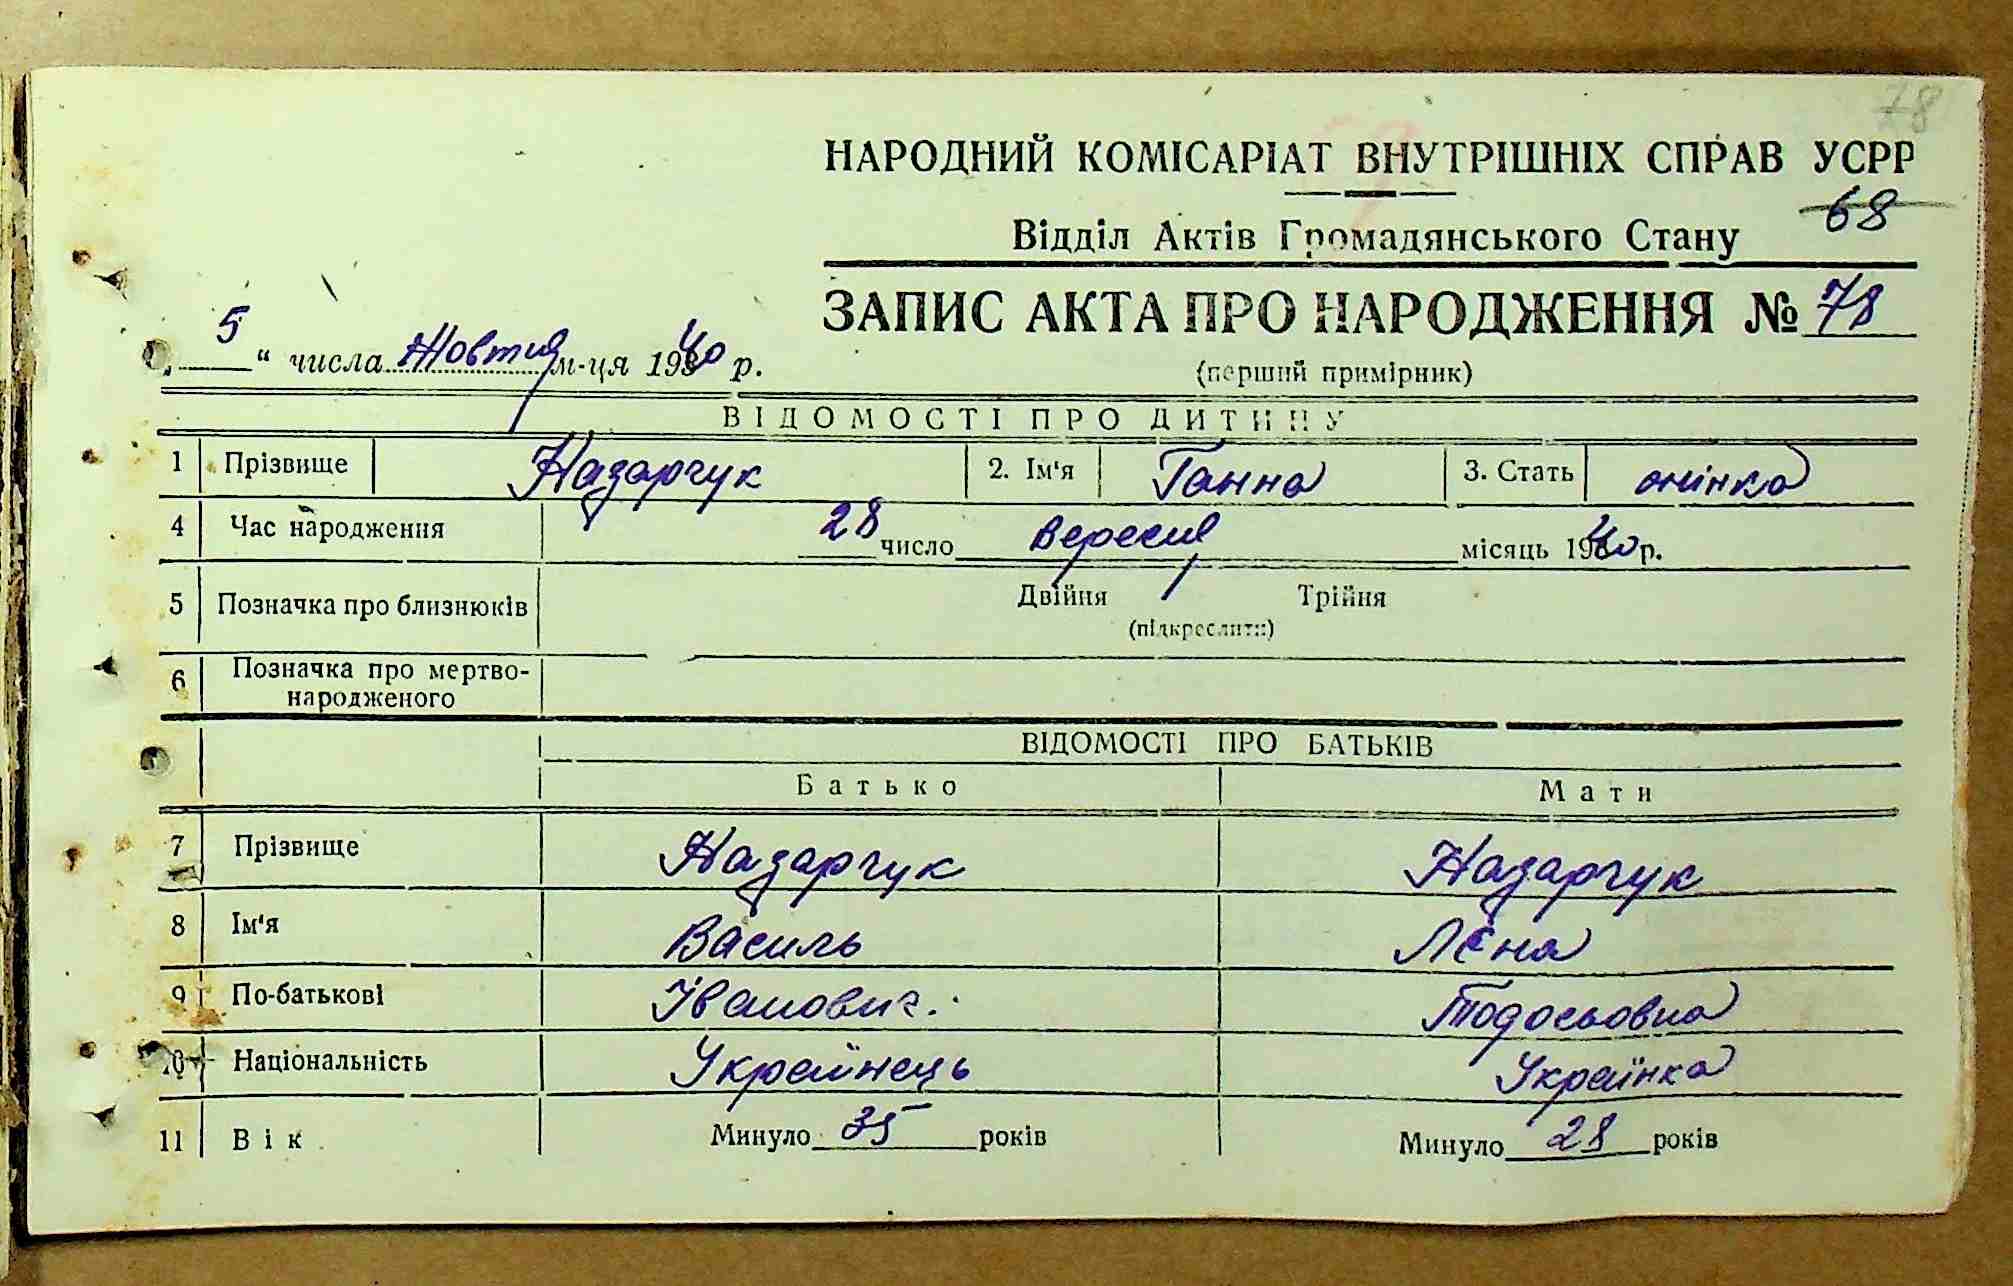 78
НАРОДНИЙ КОМІСАРІАТ ВНУТРІШНІХ СПРАВ УСРР
68
Відділ Актів Громадянського Стану
ЗАПИС АКТА ПРО НАРОДЖЕННЯ № 78
„5“ числа Жовтня м-ця 1940 р.
(перший примірник)
ВІДОМОСТІ ПРО ДИТИНУ
1 Прізвище Назарчук 2. Ім'я Ганна 3. Стать жінка
4 Час народження 28 число вересня місяць 1940 р.
5 Позначка про близнюків Двійня Трійня
(підкреслити)
6 Позначка про мертво-
народженого
ВІДОМОСТІ ПРО БАТЬКІВ
Батько Мати
7 Прізвище Назарчук Назарчук
8 Ім'я Василь Лєна
9 По-батькові Іванович. Тодосьовна
10 Національність Українець Українка
11 Вік Минуло 35 років Минуло 28 років